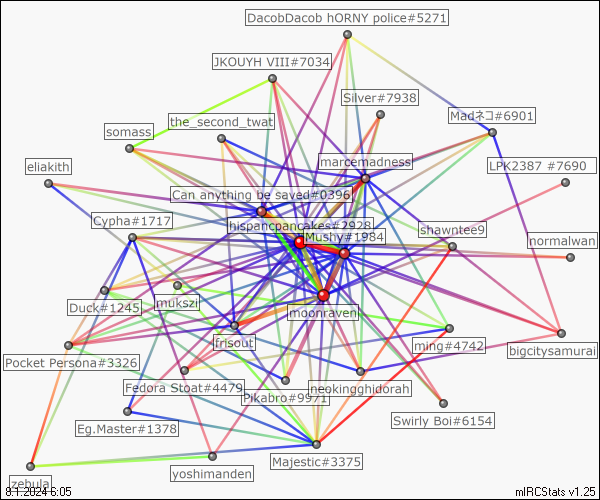 DacobDacob hORNY police#5271
JKOUYH VIII#7034
Silver#7938
Madネコ#6901
the_second_twat
somass
marcemadness
eliakith
LPK2387 #7690
Can anything be saved#0396
Cypha#1717
hispancpancakes#2928
shawntee9
Mushy#1984
normalwan
mukszi
Duck#1245
moonraven
frisout
ming#4742
bigcitysamurai
Pocket Persona#3326
Fedora Stoat#4479
neokingghidorah
Pikabro#9971
Swirly Boi#6154
Eg.Master#1378
Majestic#3375
yoshimanden
zebula
8.1.2024 6:05
mIRCStats v1.25